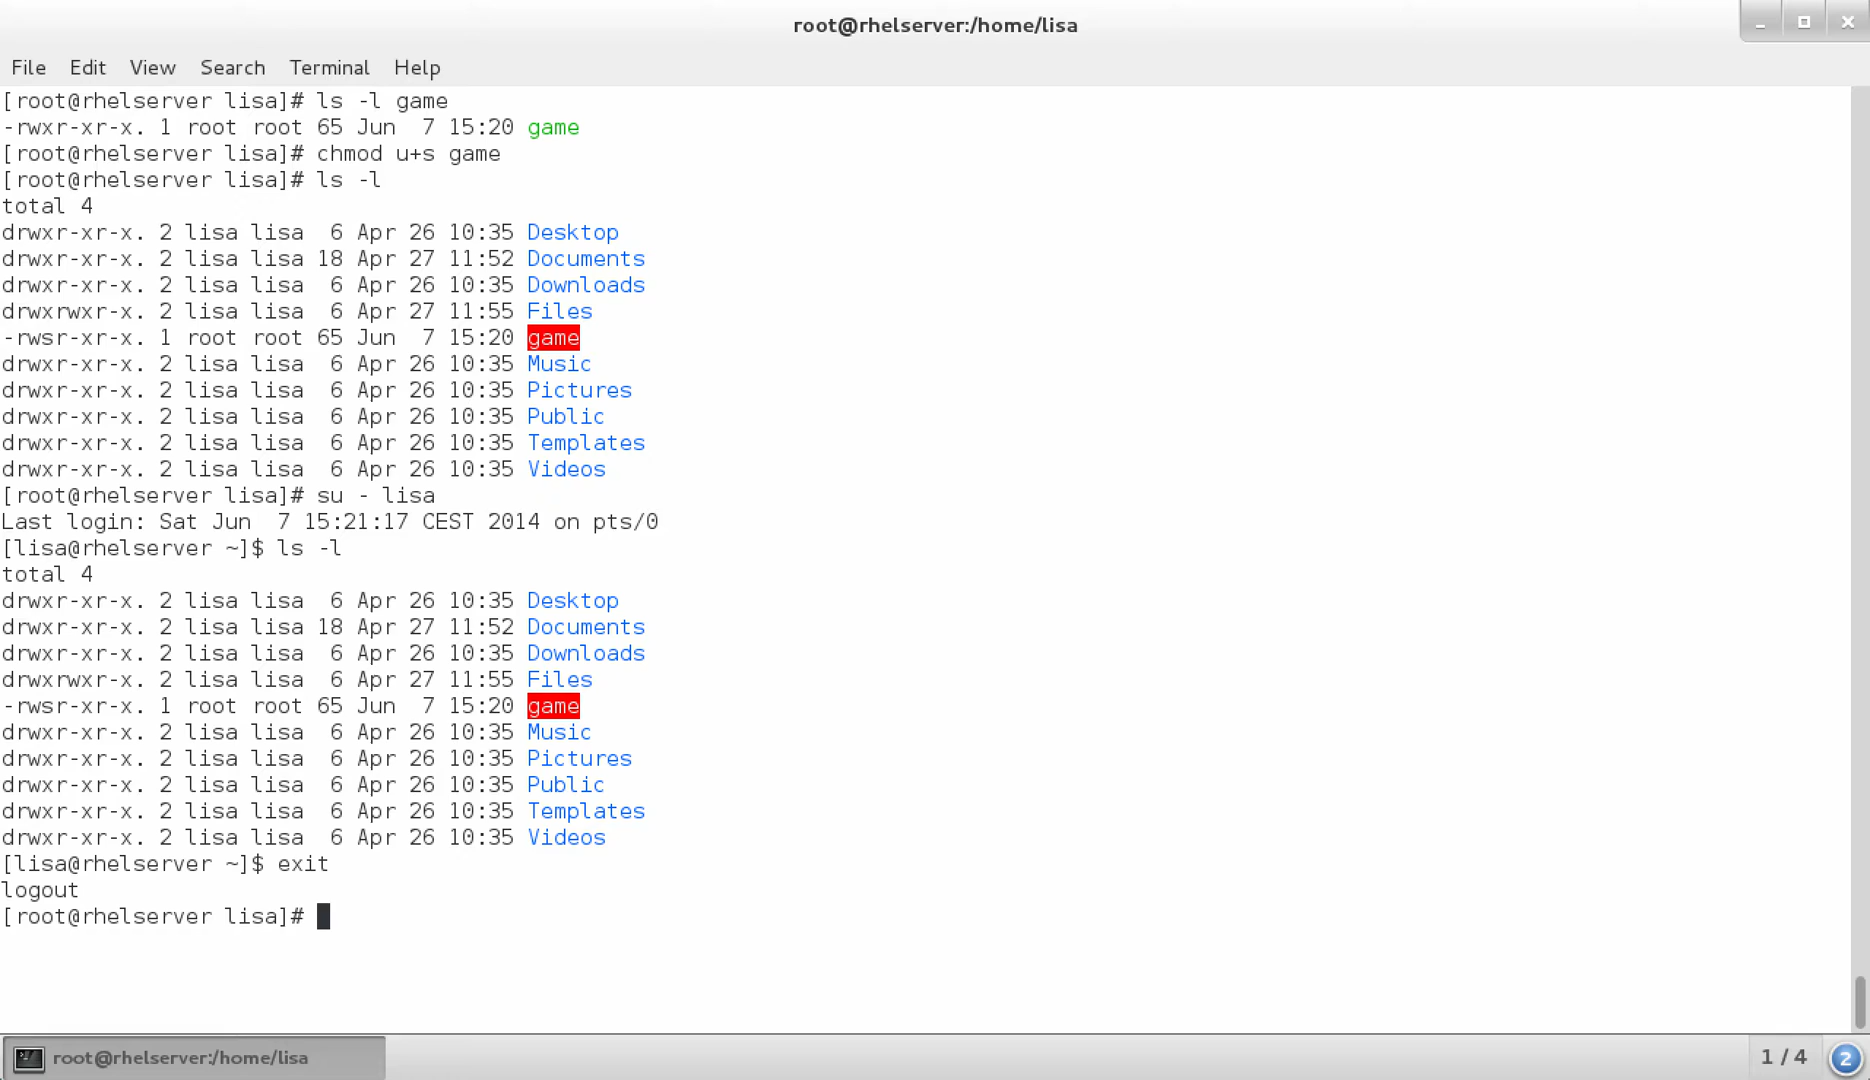 root@rhelserver:/home/lisa
File Edit View Search Terminal Help
[root@rhelserver lisa]# ls -l game
-rwxr-xr-x. 1 root root 65 Jun  7 15:20 game
[root@rhelserver lisa]# chmod u+s game
[root@rhelserver lisa]# ls -l
total 4
drwxr-xr-x. 2 lisa lisa  6 Apr 26 10:35 Desktop
drwxr-xr-x. 2 lisa lisa 18 Apr 27 11:52 Documents
drwxr-xr-x. 2 lisa lisa  6 Apr 26 10:35 Downloads
drwxrwxr-x. 2 lisa lisa  6 Apr 27 11:55 Files
-rwsr-xr-x. 1 root root 65 Jun  7 15:20 game
drwxr-xr-x. 2 lisa lisa  6 Apr 26 10:35 Music
drwxr-xr-x. 2 lisa lisa  6 Apr 26 10:35 Pictures
drwxr-xr-x. 2 lisa lisa  6 Apr 26 10:35 Public
drwxr-xr-x. 2 lisa lisa  6 Apr 26 10:35 Templates
drwxr-xr-x. 2 lisa lisa  6 Apr 26 10:35 Videos
[root@rhelserver lisa]# su - lisa
Last login: Sat Jun  7 15:21:17 CEST 2014 on pts/0
[lisa@rhelserver ~]$ ls -l
total 4
drwxr-xr-x. 2 lisa lisa  6 Apr 26 10:35 Desktop
drwxr-xr-x. 2 lisa lisa 18 Apr 27 11:52 Documents
drwxr-xr-x. 2 lisa lisa  6 Apr 26 10:35 Downloads
drwxrwxr-x. 2 lisa lisa  6 Apr 27 11:55 Files
-rwsr-xr-x. 1 root root 65 Jun  7 15:20 game
drwxr-xr-x. 2 lisa lisa  6 Apr 26 10:35 Music
drwxr-xr-x. 2 lisa lisa  6 Apr 26 10:35 Pictures
drwxr-xr-x. 2 lisa lisa  6 Apr 26 10:35 Public
drwxr-xr-x. 2 lisa lisa  6 Apr 26 10:35 Templates
drwxr-xr-x. 2 lisa lisa  6 Apr 26 10:35 Videos
[lisa@rhelserver ~]$ exit
logout
[root@rhelserver lisa]#
root@rhelserver:/home/lisa 1 / 4 2